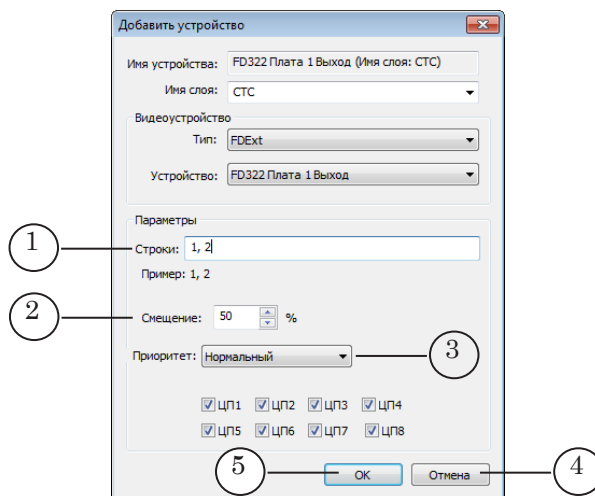 Добавить устройство
Имя устройства: FD322 Плата 1 Выход (Имя слоя: СТС)
Имя слоя: СТС
Видеоустройство
Тип: FDExt
Устройство: FD322 Плата 1 Выход
Параметры
1
Строки: 1, 2
Пример: 1, 2
2
Смещение: 50 %
Приоритет: Нормальный
3
ЦП1 ЦП2 ЦП3 ЦП4
ЦП5 ЦП6 ЦП7 ЦП8
5
OK Отмена
4